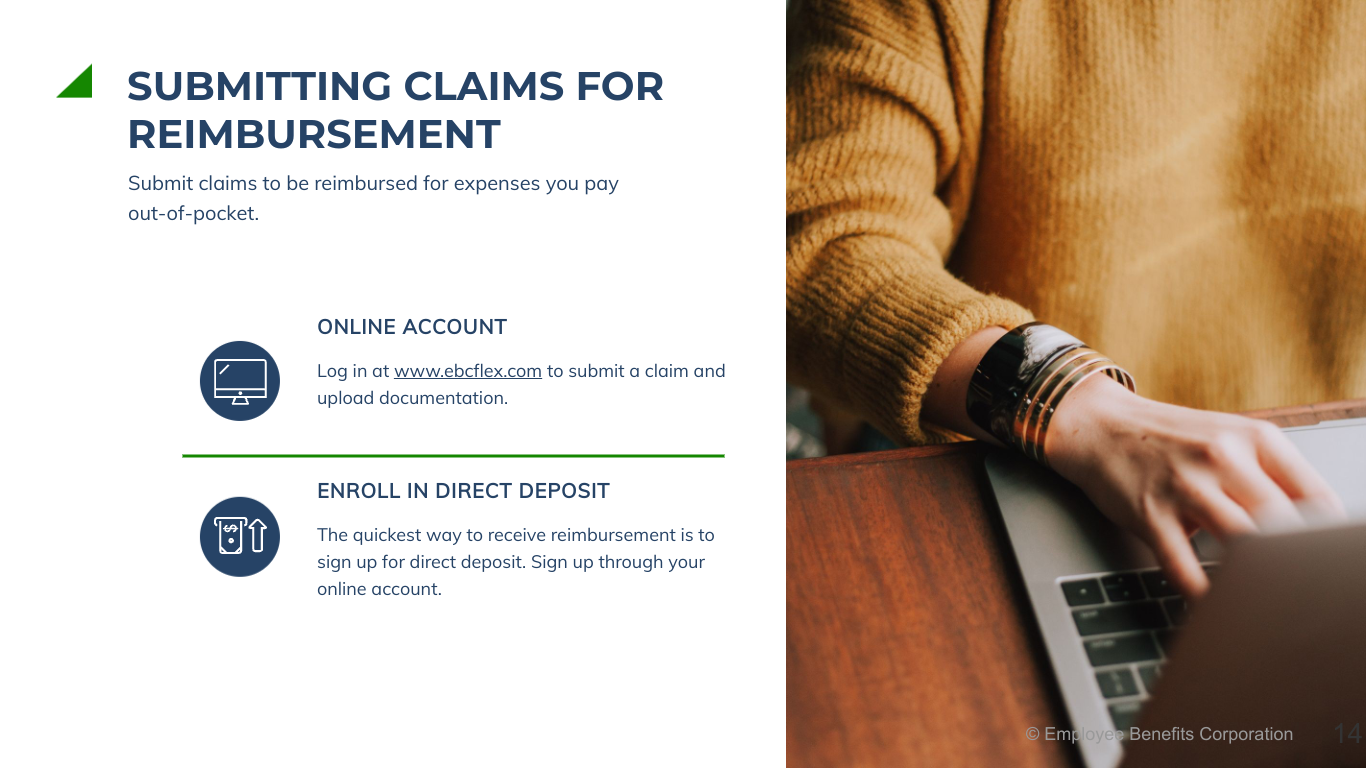 SUBMITTING CLAIMS FOR
REIMBURSEMENT
Submit claims to be reimbursed for expenses you pay
out-of-pocket.
ONLINE ACCOUNT
Log in at www.ebcflex.com to submit a claim and
upload documentation.
ENROLL IN DIRECT DEPOSIT
The quickest way to receive reimbursement is to
sign up for direct deposit. Sign up through your
online account.
© Employee Benefits Corporation
14